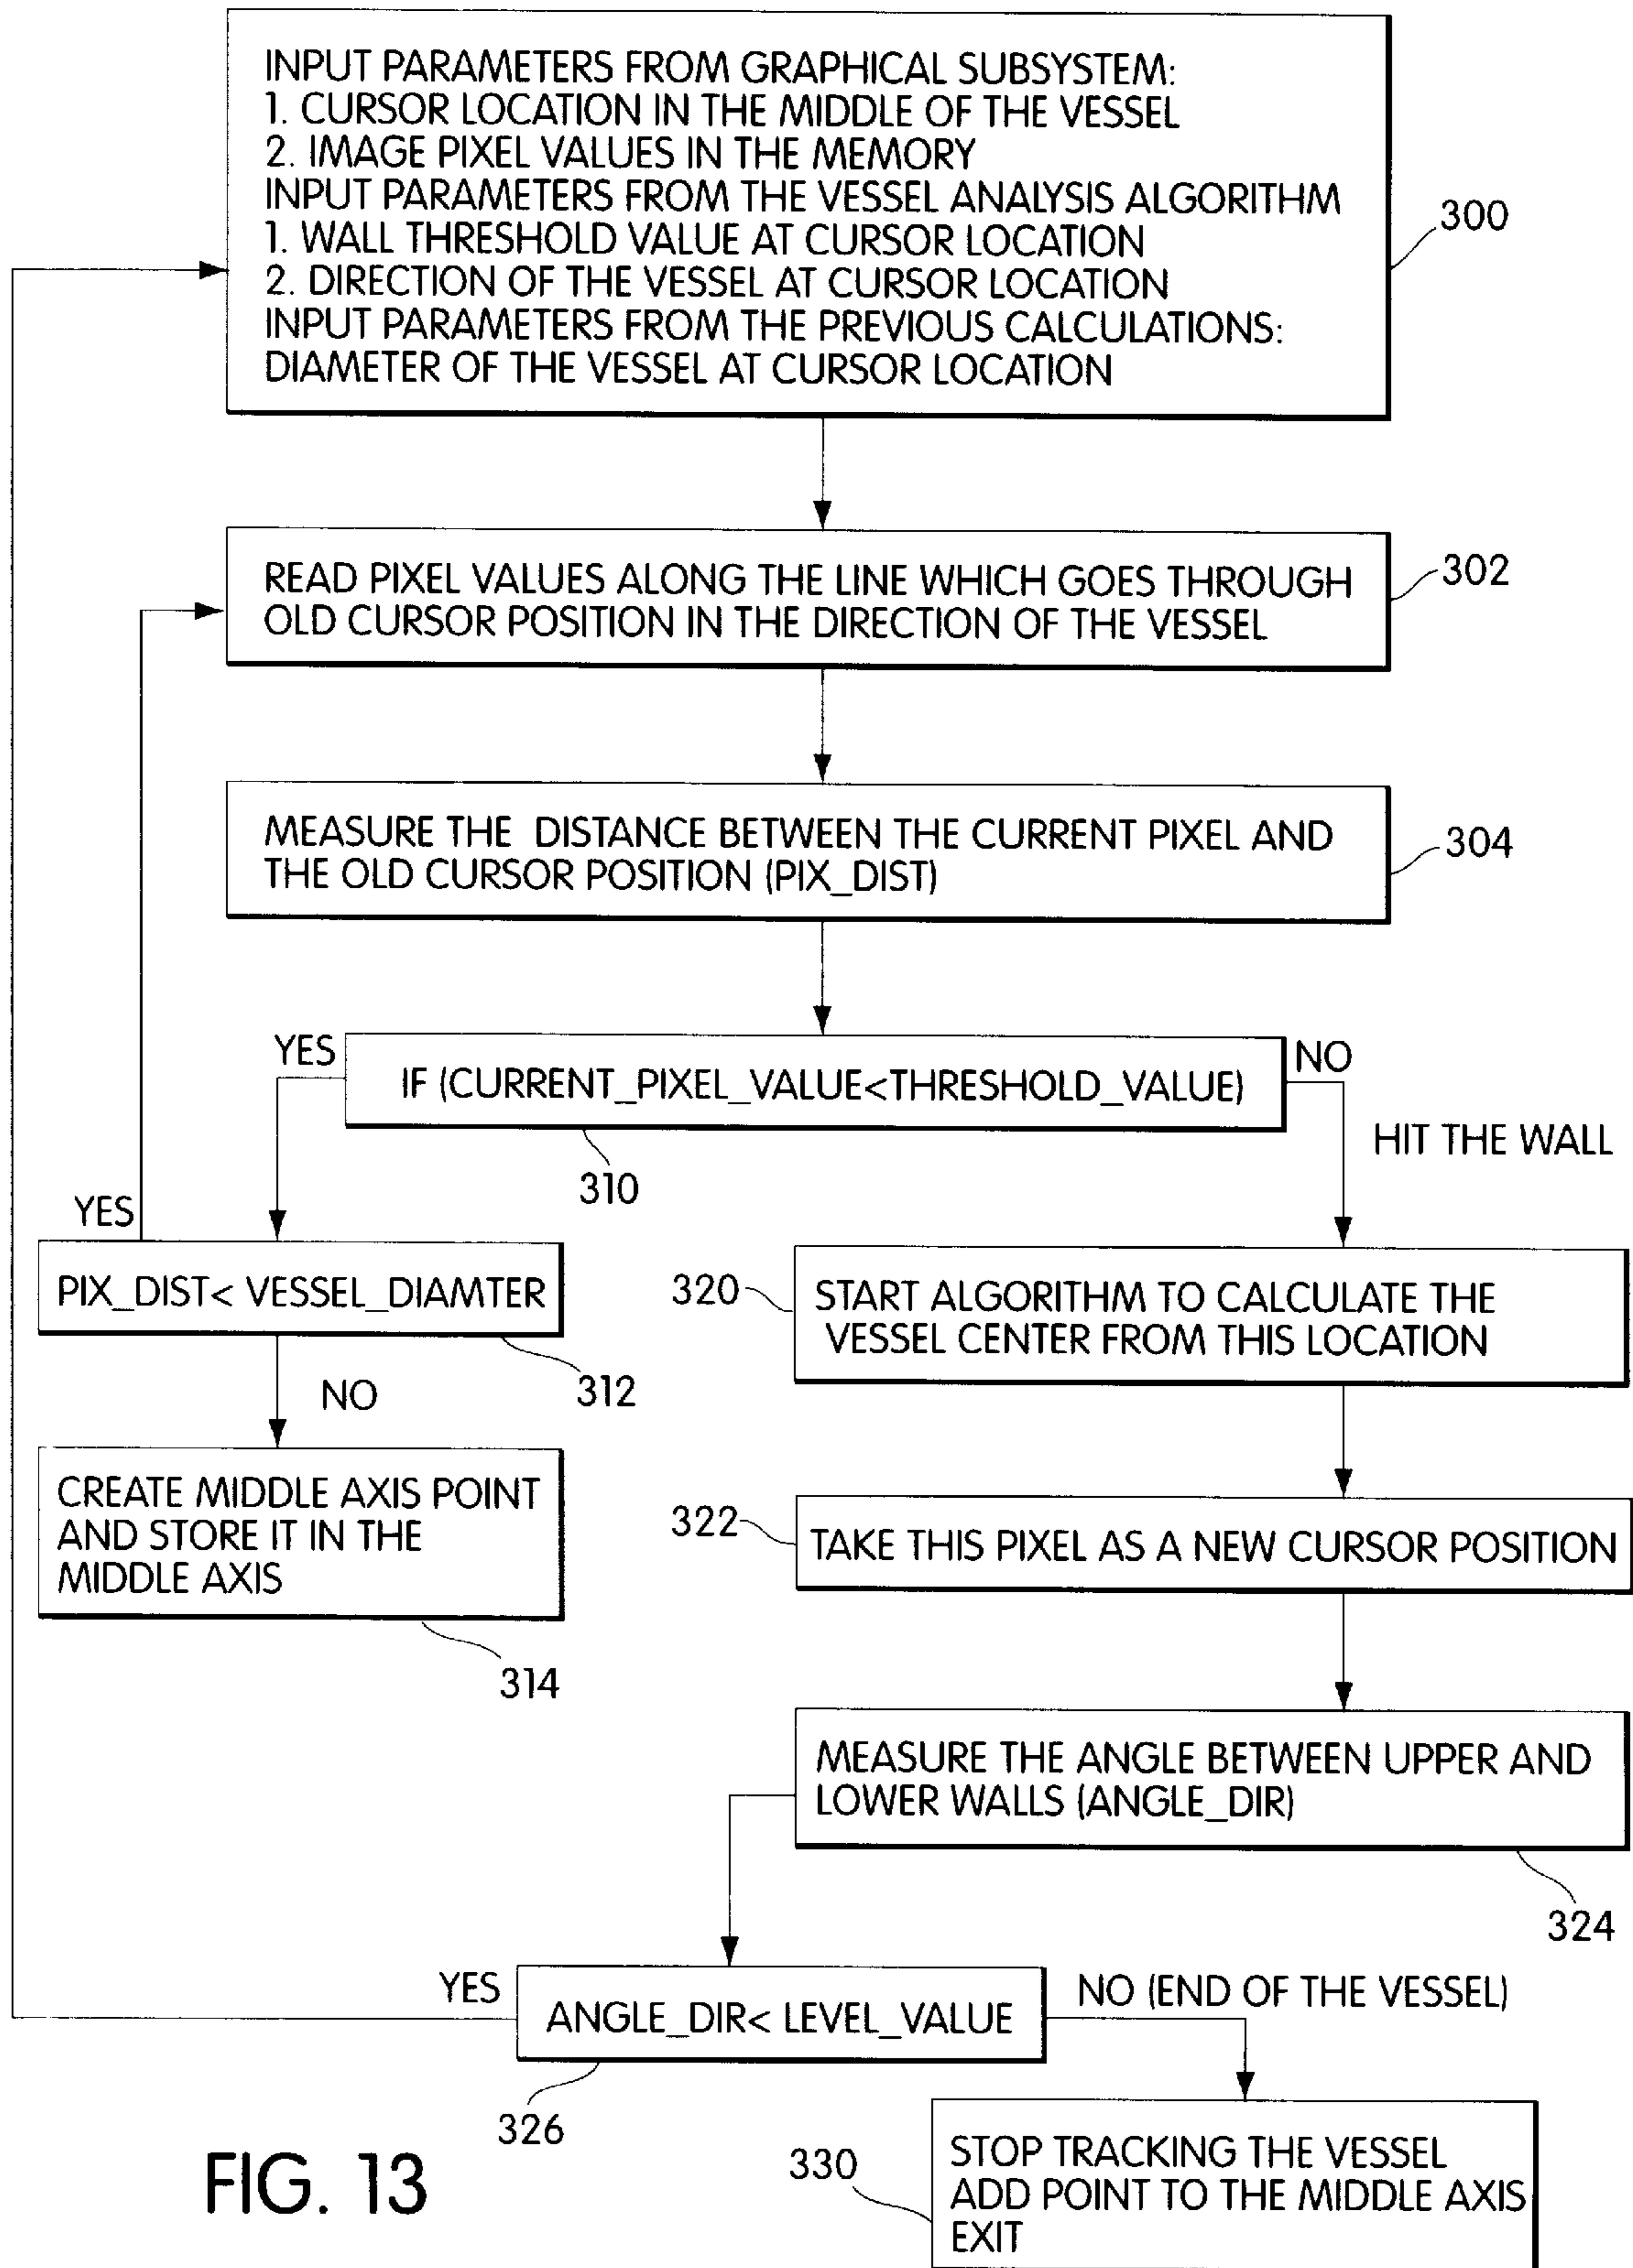 INPUT PARAMETERS FROM GRAPHICAL SUBSYSTEM:
1. CURSOR LOCATION IN THE MIDDLE OF THE VESSEL
2. IMAGE PIXEL VALUES IN THE MEMORY
INPUT PARAMETERS FROM THE VESSEL ANALYSIS ALGORITHM
1. WALL THRESHOLD VALUE AT CURSOR LOCATION
2. DIRECTION OF THE VESSEL AT CURSOR LOCATION
INPUT PARAMETERS FROM THE PREVIOUS CALCULATIONS:
DIAMETER OF THE VESSEL AT CURSOR LOCATION
300
READ PIXEL VALUES ALONG THE LINE WHICH GOES THROUGH
OLD CURSOR POSITION IN THE DIRECTION OF THE VESSEL
302
MEASURE THE DISTANCE BETWEEN THE CURRENT PIXEL AND
THE OLD CURSOR POSITION (PIX_DIST)
304
YES
IF (CURRENT_PIXEL_VALUE<THRESHOLD_VALUE)
NO
HIT THE WALL
310
YES
PIX_DIST< VESSEL_DIAMTER
312
NO
CREATE MIDDLE AXIS POINT
AND STORE IT IN THE
MIDDLE AXIS
314
320
START ALGORITHM TO CALCULATE THE
VESSEL CENTER FROM THIS LOCATION
322
TAKE THIS PIXEL AS A NEW CURSOR POSITION
MEASURE THE ANGLE BETWEEN UPPER AND
LOWER WALLS (ANGLE_DIR)
324
YES
ANGLE_DIR< LEVEL_VALUE
NO (END OF THE VESSEL)
326
330
STOP TRACKING THE VESSEL
ADD POINT TO THE MIDDLE AXIS
EXIT
FIG. 13